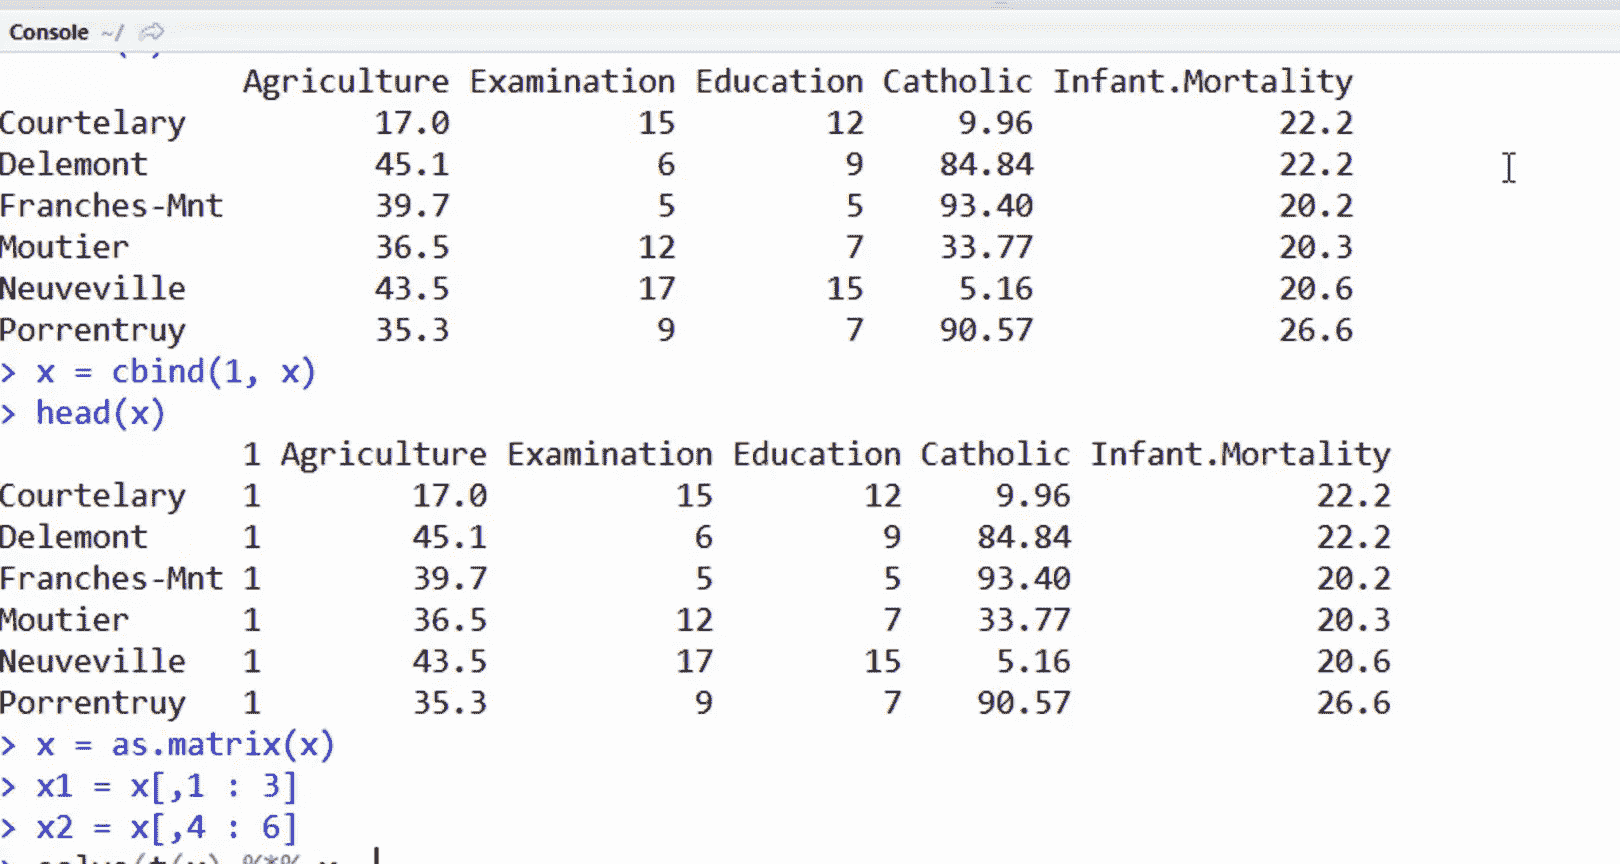 Console ~/
Agriculture Examination Education Catholic Infant.Mortality
Courtelary 17.0 15 12 9.96 22.2
Delemont 45.1 6 9 84.84 22.2
Franches-Mnt 39.7 5 5 93.40 20.2
Moutier 36.5 12 7 33.77 20.3
Neuveville 43.5 17 15 5.16 20.6
Porrentruy 35.3 9 7 90.57 26.6
> x = cbind(1, x)
> head(x)
1 Agriculture Examination Education Catholic Infant.Mortality
Courtelary 1 17.0 15 12 9.96 22.2
Delemont 1 45.1 6 9 84.84 22.2
Franches-Mnt 1 39.7 5 5 93.40 20.2
Moutier 1 36.5 12 7 33.77 20.3
Neuveville 1 43.5 17 15 5.16 20.6
Porrentruy 1 35.3 9 7 90.57 26.6
> x = as.matrix(x)
> x1 = x[,1 : 3]
> x2 = x[,4 : 6]
> solve(t(x) %*% x